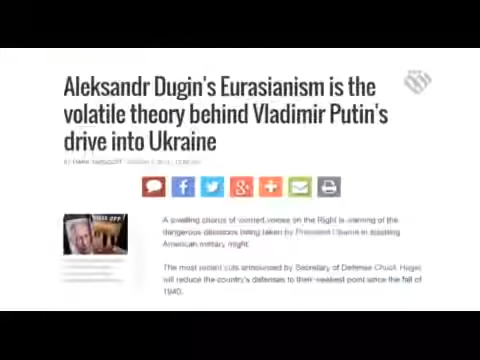 Aleksandr Dugin's Eurasianism is the
volatile theory behind Vladimir Putin's
drive into Ukraine
BY
A swelling chorus of worried voices on the Right is warning of the
dangerous decisions being taken by President Obama in slashing
American military might.
The most recent cuts announced by Secretary of Defense Chuck Hagel
will reduce the country's defenses to their weakest point since the fall of
1940.